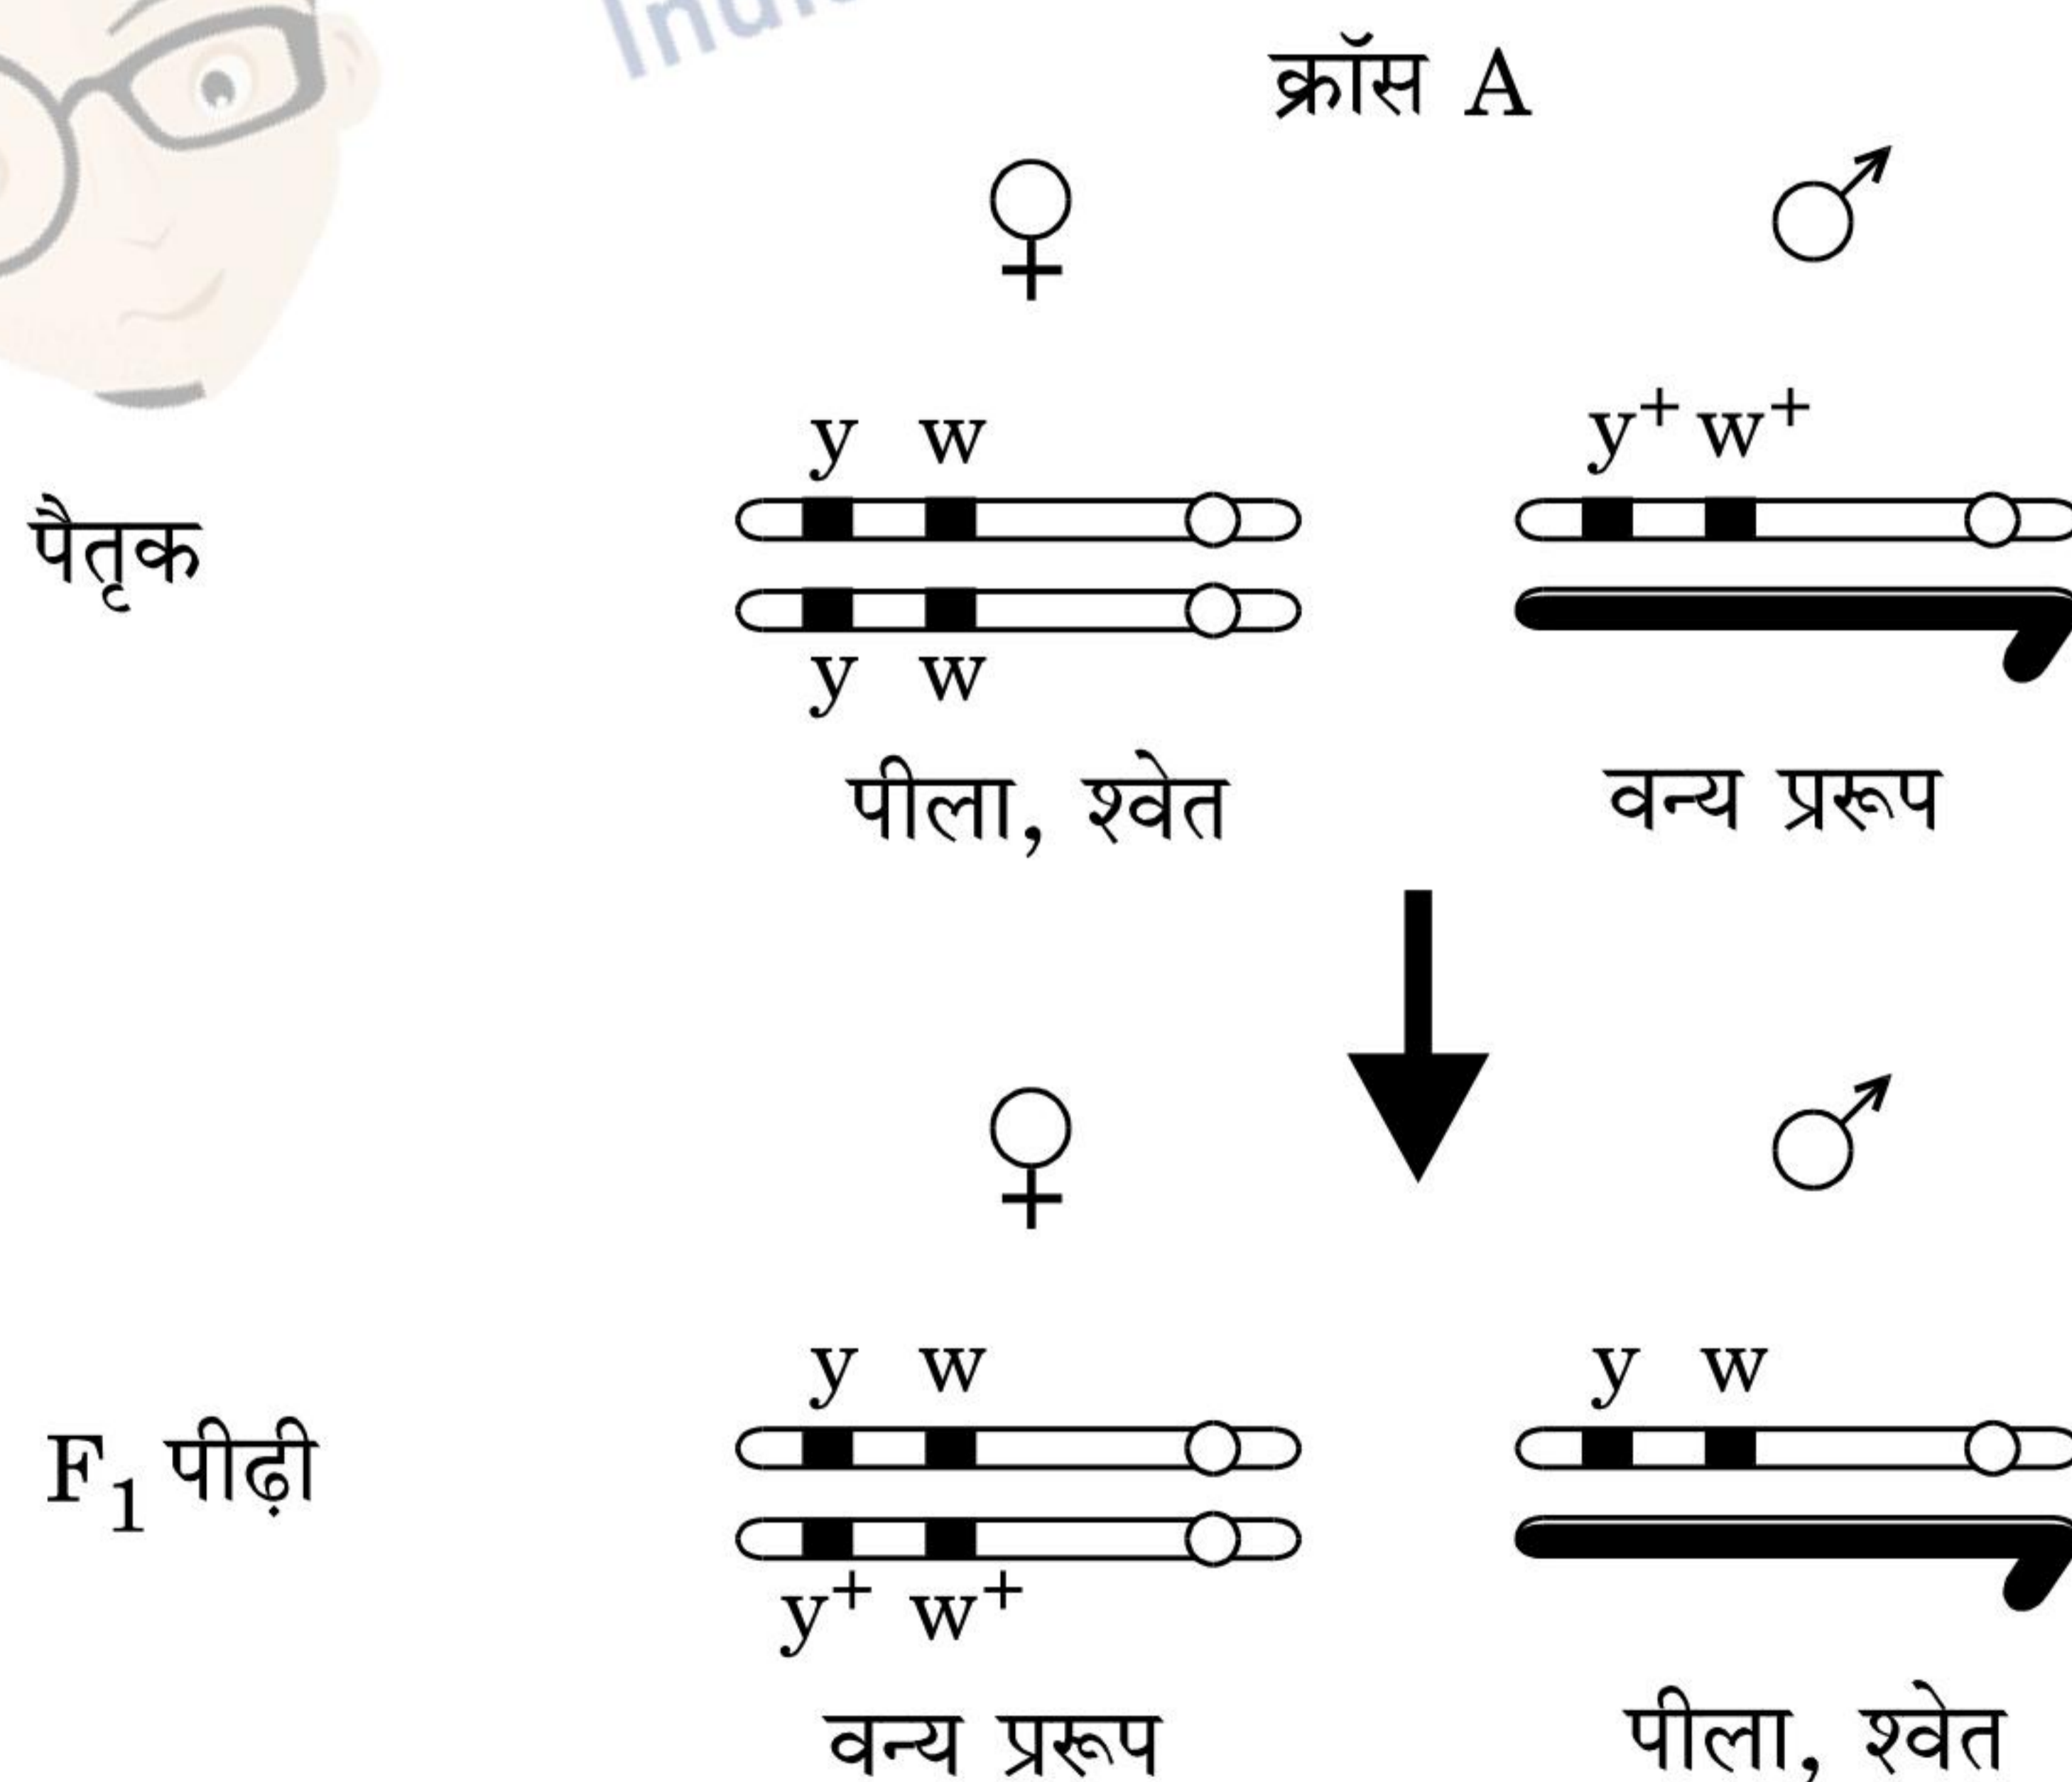 क्रॉस A
y w
y⁺ w⁺
पैतृक
y w
पीला, श्वेत
वन्य प्ररूप
y w
y w
F₁ पीढ़ी
y⁺ w⁺
वन्य प्ररूप
पीला, श्वेत